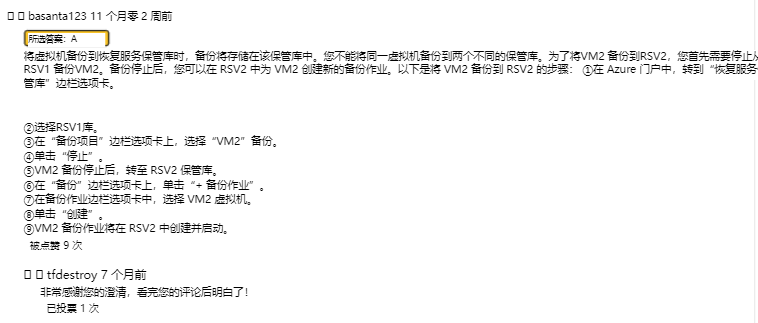 basanta123 11 个月零 2 周前
所选答案：A
将虚拟机备份到恢复服务保管库时，备份将存储在该保管库中。您不能将同一虚拟机备份到两个不同的保管库。为了将VM2 备份到RSV2，您首先需要停止从
RSV1 备份VM2。备份停止后，您可以在 RSV2 中为 VM2 创建新的备份作业。以下是将 VM2 备份到 RSV2 的步骤： ①在 Azure 门户中，转到“恢复服务
管库”边栏选项卡。
②选择RSV1库。
③在“备份项目”边栏选项卡上，选择“VM2”备份。
④单击“停止”。
⑤VM2 备份停止后，转至 RSV2 保管库。
⑥在“备份”边栏选项卡上，单击“+ 备份作业”。
⑦在备份作业边栏选项卡中，选择 VM2 虚拟机。
⑧单击“创建”。
⑨VM2 备份作业将在 RSV2 中创建并启动。
被点赞 9 次
tfdestroy 7 个月前
非常感谢您的澄清，看完您的评论后明白了！
已投票 1 次